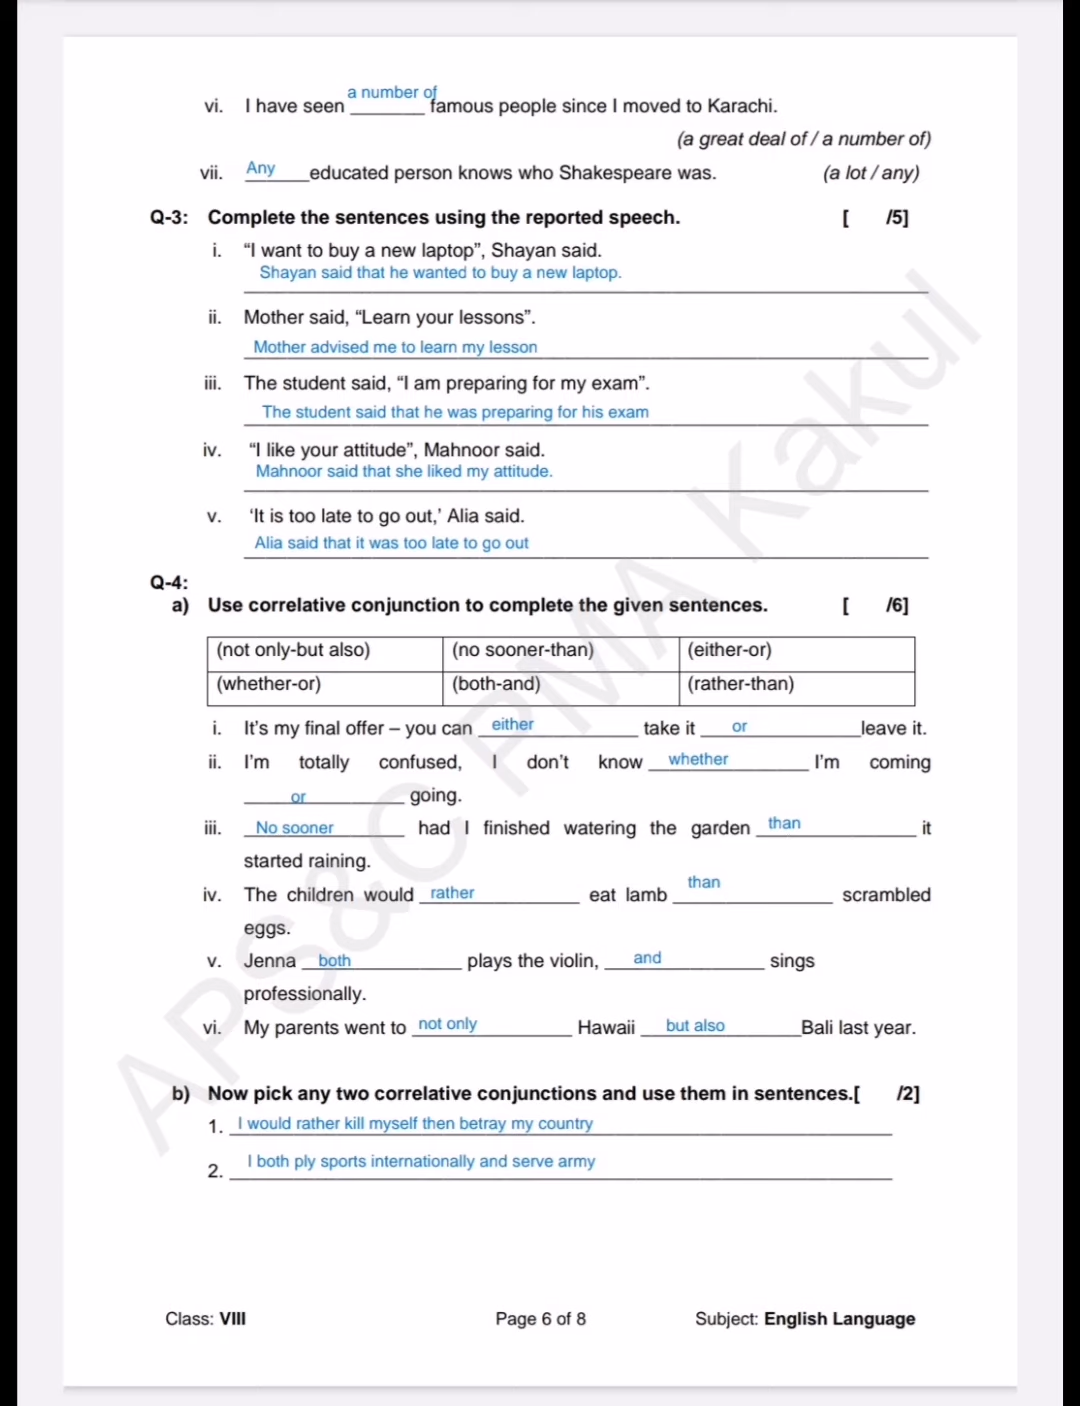 a number of
vi. I have seen ________ famous people since I moved to Karachi.
(a great deal of / a number of)
vii. Any educated person knows who Shakespeare was. (a lot / any)
Q-3: Complete the sentences using the reported speech. [ /5]
i. “I want to buy a new laptop”, Shayan said.
Shayan said that he wanted to buy a new laptop.
ii. Mother said, “Learn your lessons”.
Mother advised me to learn my lesson
iii. The student said, “I am preparing for my exam”.
The student said that he was preparing for his exam
iv. “I like your attitude”, Mahnoor said.
Mahnoor said that she liked my attitude.
v. ‘It is too late to go out,’ Alia said.
Alia said that it was too late to go out
Q-4:
a) Use correlative conjunction to complete the given sentences. [ /6]
(not only-but also) (no sooner-than) (either-or)
(whether-or) (both-and) (rather-than)
i. It’s my final offer – you can either take it or leave it.
ii. I’m totally confused, I don’t know whether I’m coming
or going.
iii. No sooner had I finished watering the garden than it
started raining.
iv. The children would rather eat lamb than scrambled
eggs.
v. Jenna both plays the violin, and sings
professionally.
vi. My parents went to not only Hawaii but also Bali last year.
b) Now pick any two correlative conjunctions and use them in sentences.[ /2]
1. I would rather kill myself then betray my country
2. I both ply sports internationally and serve army
Class: VIII Page 6 of 8 Subject: English Language
APS&C PMA Kakul